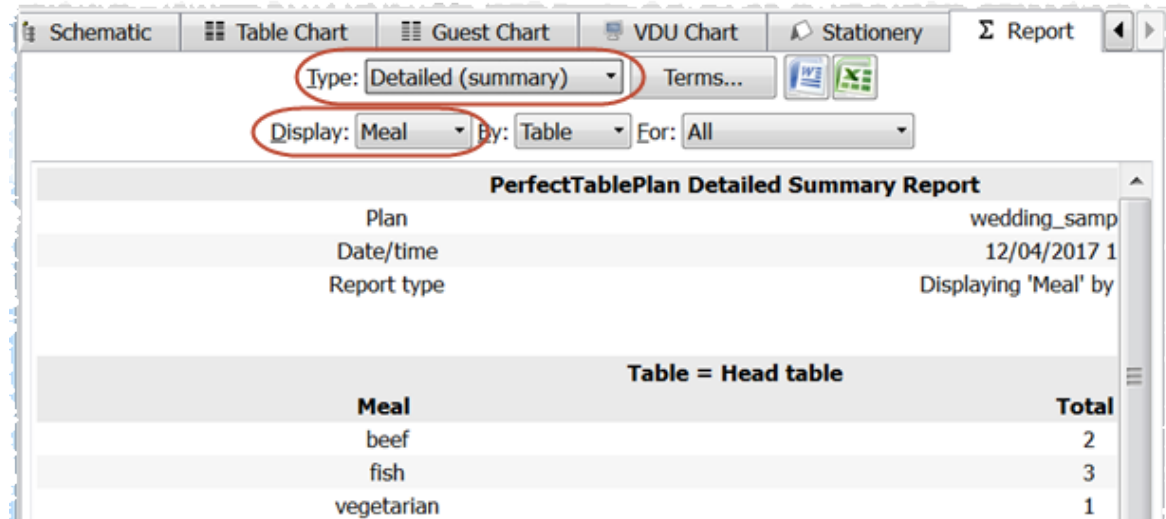 Schematic Table Chart Guest Chart VDU Chart Stationery Σ Report
Type: Detailed (summary) Terms...
Display: Meal By: Table For: All
PerfectTablePlan Detailed Summary Report
Plan wedding_samp
Date/time 12/04/2017 1
Report type Displaying 'Meal' by
Table = Head table
Meal Total
beef 2
fish 3
vegetarian 1